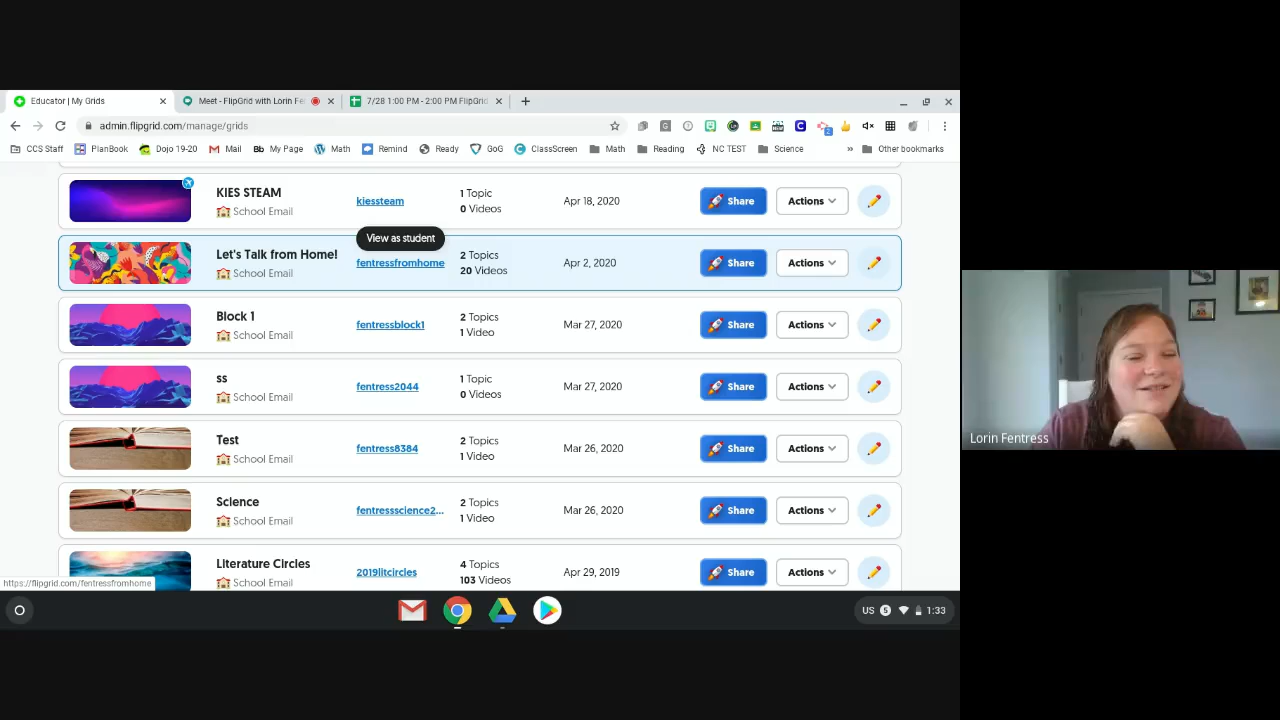 Educator | My Grids
Meet - FlipGrid with Lorin Fe
7/28 1:00 PM - 2:00 PM FlipGrid
admin.flipgrid.com/manage/grids
CCS Staff PlanBook Dojo 19-20 Mail Bb My Page Math Remind Ready GoG ClassScreen Math Reading NC TEST Science » Other bookmarks
KIES STEAM
School Email
kiessteam
1 Topic
0 Videos
Apr 18, 2020
Share
Actions
View as student
Let's Talk from Home!
School Email
fentressfromhome
2 Topics
20 Videos
Apr 2, 2020
Share
Actions
Block 1
School Email
fentressblock1
2 Topics
1 Video
Mar 27, 2020
Share
Actions
ss
School Email
fentress2044
1 Topic
0 Videos
Mar 27, 2020
Share
Actions
Test
School Email
fentress8384
2 Topics
1 Video
Mar 26, 2020
Share
Actions
Science
School Email
fentressscience2...
2 Topics
1 Video
Mar 26, 2020
Share
Actions
Literature Circles
School Email
2019litcircles
4 Topics
103 Videos
Apr 29, 2019
Share
Actions
https://flipgrid.com/fentressfromhome
US 5 1:33
Lorin Fentress